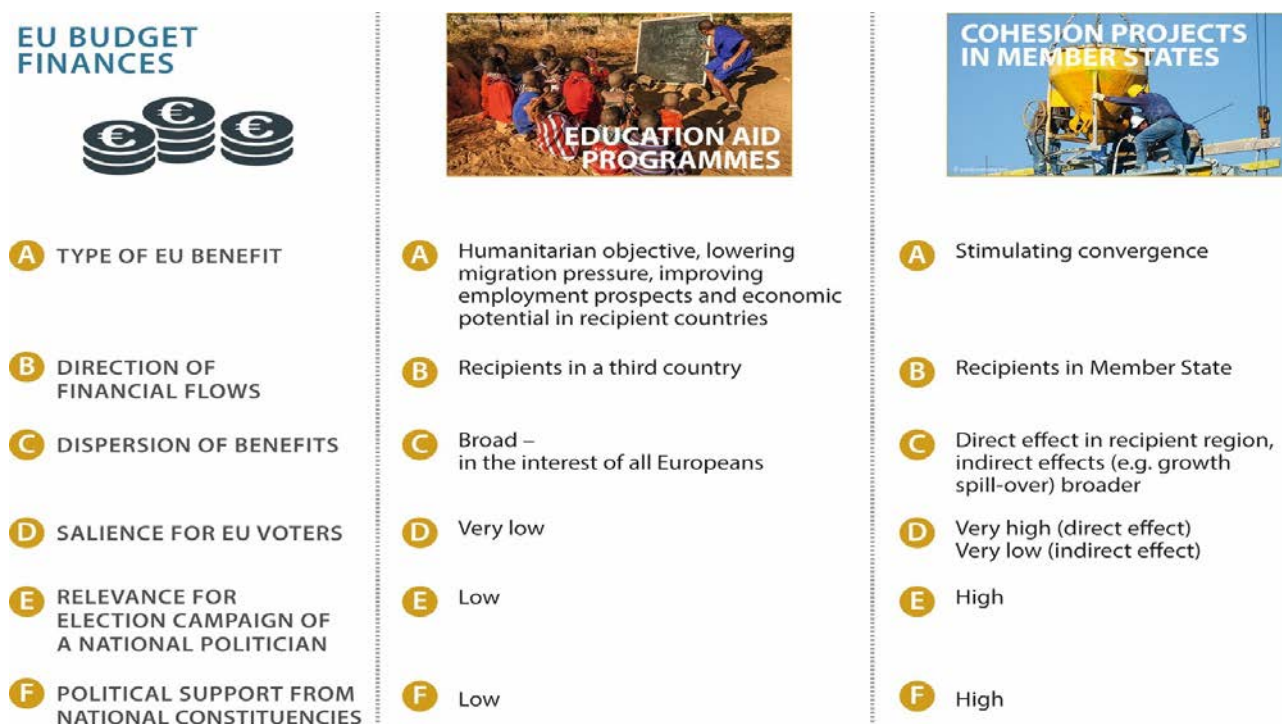 EU BUDGET
FINANCES
€
€
€
EDUCATION AID
PROGRAMMES
COHESION PROJECTS
IN MEMBER STATES
A TYPE OF EU BENEFIT
A Humanitarian objective, lowering
migration pressure, improving
employment prospects and economic
potential in recipient countries
A Stimulating convergence
B DIRECTION OF
FINANCIAL FLOWS
B Recipients in a third country
B Recipients in Member State
C DISPERSION OF BENEFITS
C Broad –
in the interest of all Europeans
C Direct effect in recipient region,
indirect effects (e.g. growth
spill-over) broader
D SALIENCE FOR EU VOTERS
D Very low
D Very high (direct effect)
Very low (indirect effect)
E RELEVANCE FOR
ELECTION CAMPAIGN OF
A NATIONAL POLITICIAN
E Low
E High
F POLITICAL SUPPORT FROM
NATIONAL CONSTITUENCIES
F Low
F High